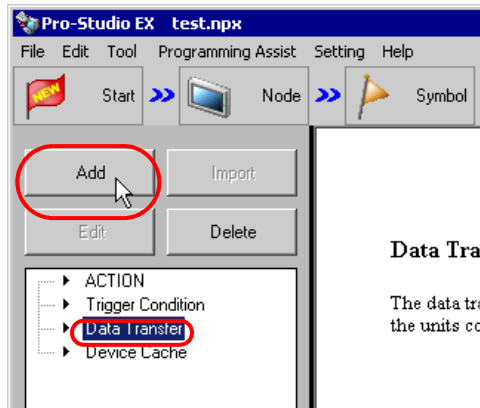 Pro-Studio EX test.npx
File Edit Tool Programming Assist Setting Help
NEW Start Node Symbol
Add Import
Edit Delete
ACTION
Trigger Condition
Data Transfer
Device Cache
Data Tra
The data tra
the units co